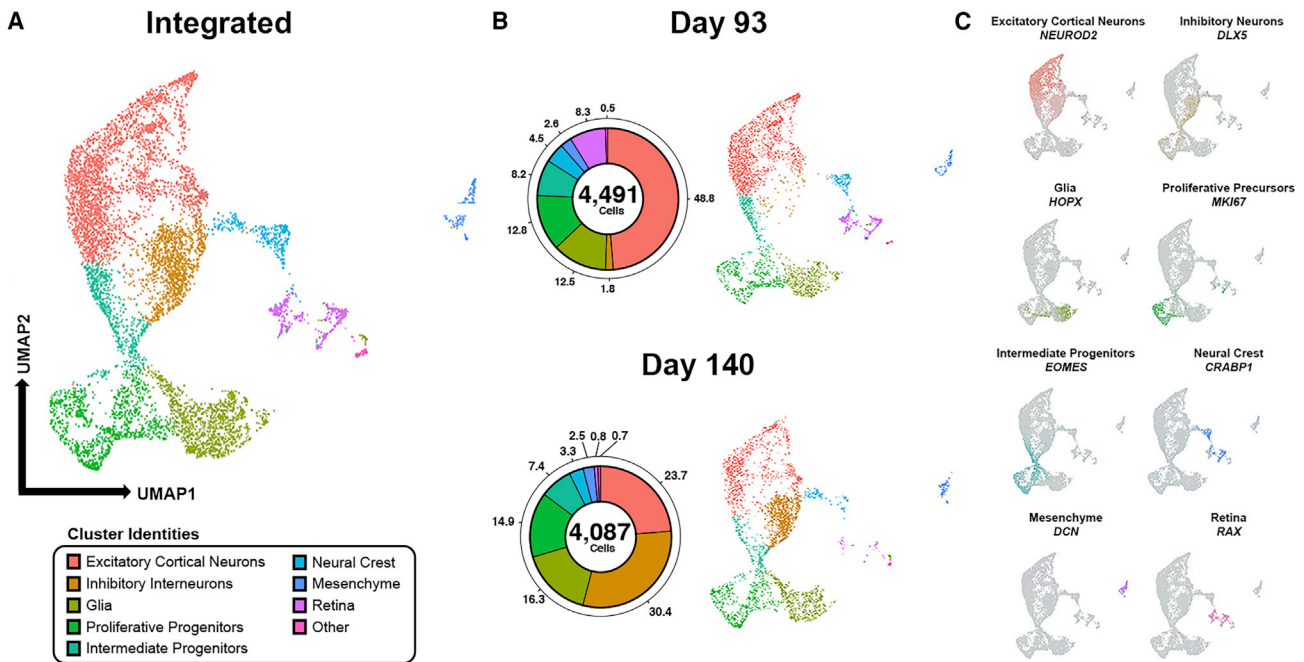 A
Integrated
UMAP2
UMAP1
Cluster Identities
Excitatory Cortical Neurons
Inhibitory Interneurons
Glia
Proliferative Progenitors
Intermediate Progenitors
Neural Crest
Mesenchyme
Retina
Other
B
Day 93
0.5
8.3
2.6
4.5
8.2
12.8
12.5
1.8
48.8
4,491
Cells
Day 140
0.7
0.8
2.5
3.3
7.4
14.9
16.3
30.4
23.7
4,087
Cells
C
Excitatory Cortical Neurons
NEUROD2
Inhibitory Neurons
DLX5
Glia
HOPX
Proliferative Precursors
MKI67
Intermediate Progenitors
EOMES
Neural Crest
CRABP1
Mesenchyme
DCN
Retina
RAX